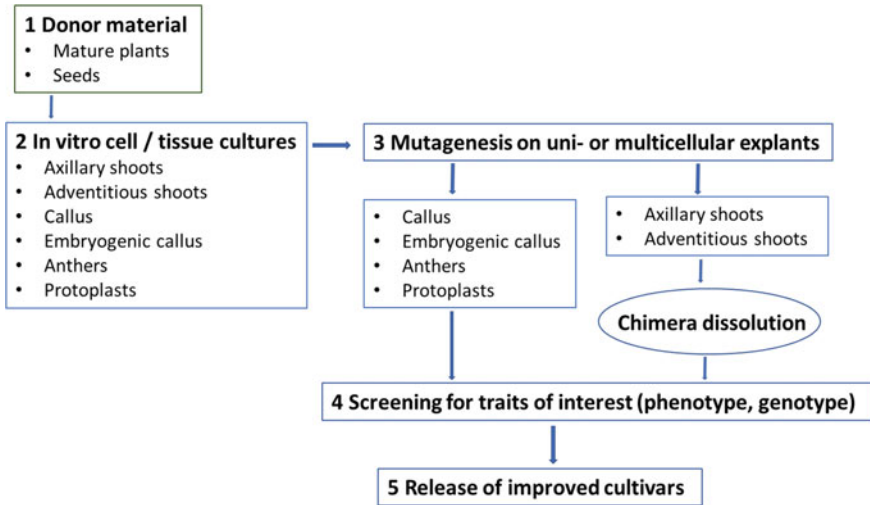 1 Donor material
• Mature plants
• Seeds
2 In vitro cell / tissue cultures
• Axillary shoots
• Adventitious shoots
• Callus
• Embryogenic callus
• Anthers
• Protoplasts
3 Mutagenesis on uni- or multicellular explants
• Callus
• Embryogenic callus
• Anthers
• Protoplasts
• Axillary shoots
• Adventitious shoots
Chimera dissolution
4 Screening for traits of interest (phenotype, genotype)
5 Release of improved cultivars